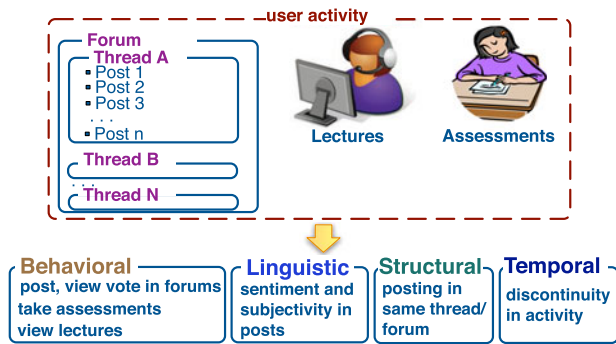 user activity
Forum
Thread A
Post 1
Post 2
Post 3
. . .
Post n
Thread B
. . .
Thread N
Lectures
Assessments
Behavioral
post, view vote in forums
take assessments
view lectures
Linguistic
sentiment and
subjectivity in
posts
Structural
posting in
same thread/
forum
Temporal
discontinuity
in activity